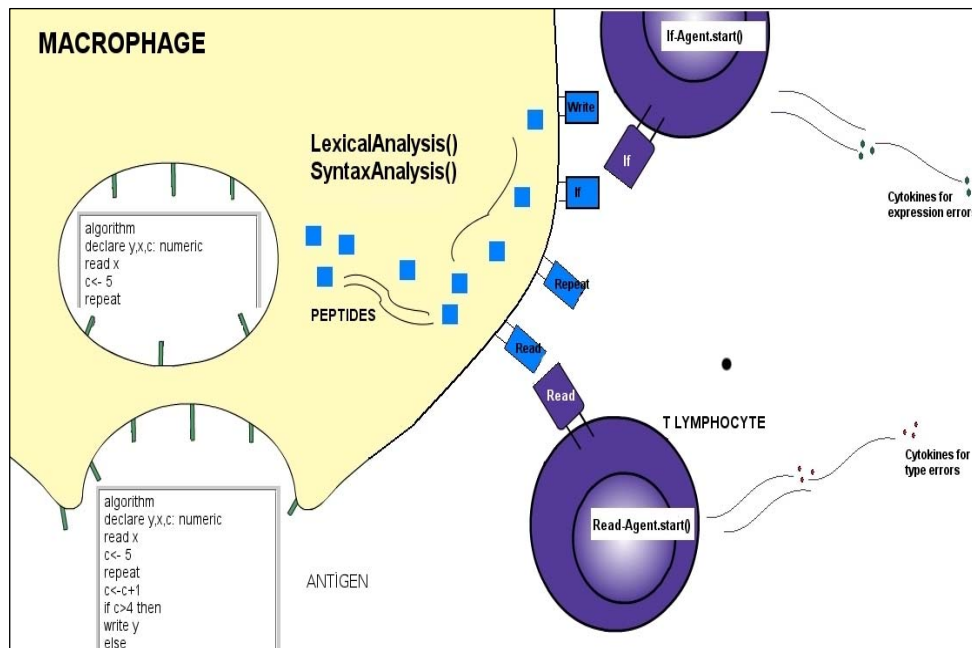 MACROPHAGE
If-Agent.start()
Write
LexicalAnalysis()
SyntaxAnalysis()
If
If
Cytokines for
expression errors
algorithm
declare y,x,c: numeric
read x
c<- 5
repeat
Repeat
PEPTIDES
Read
Read
T LYMPHOCYTE
Cytokines for
type errors
Read-Agent.start()
algorithm
declare y,x,c: numeric
read x
c<- 5
repeat
c<-c+1
if c>4 then
write y
else
ANTİGEN